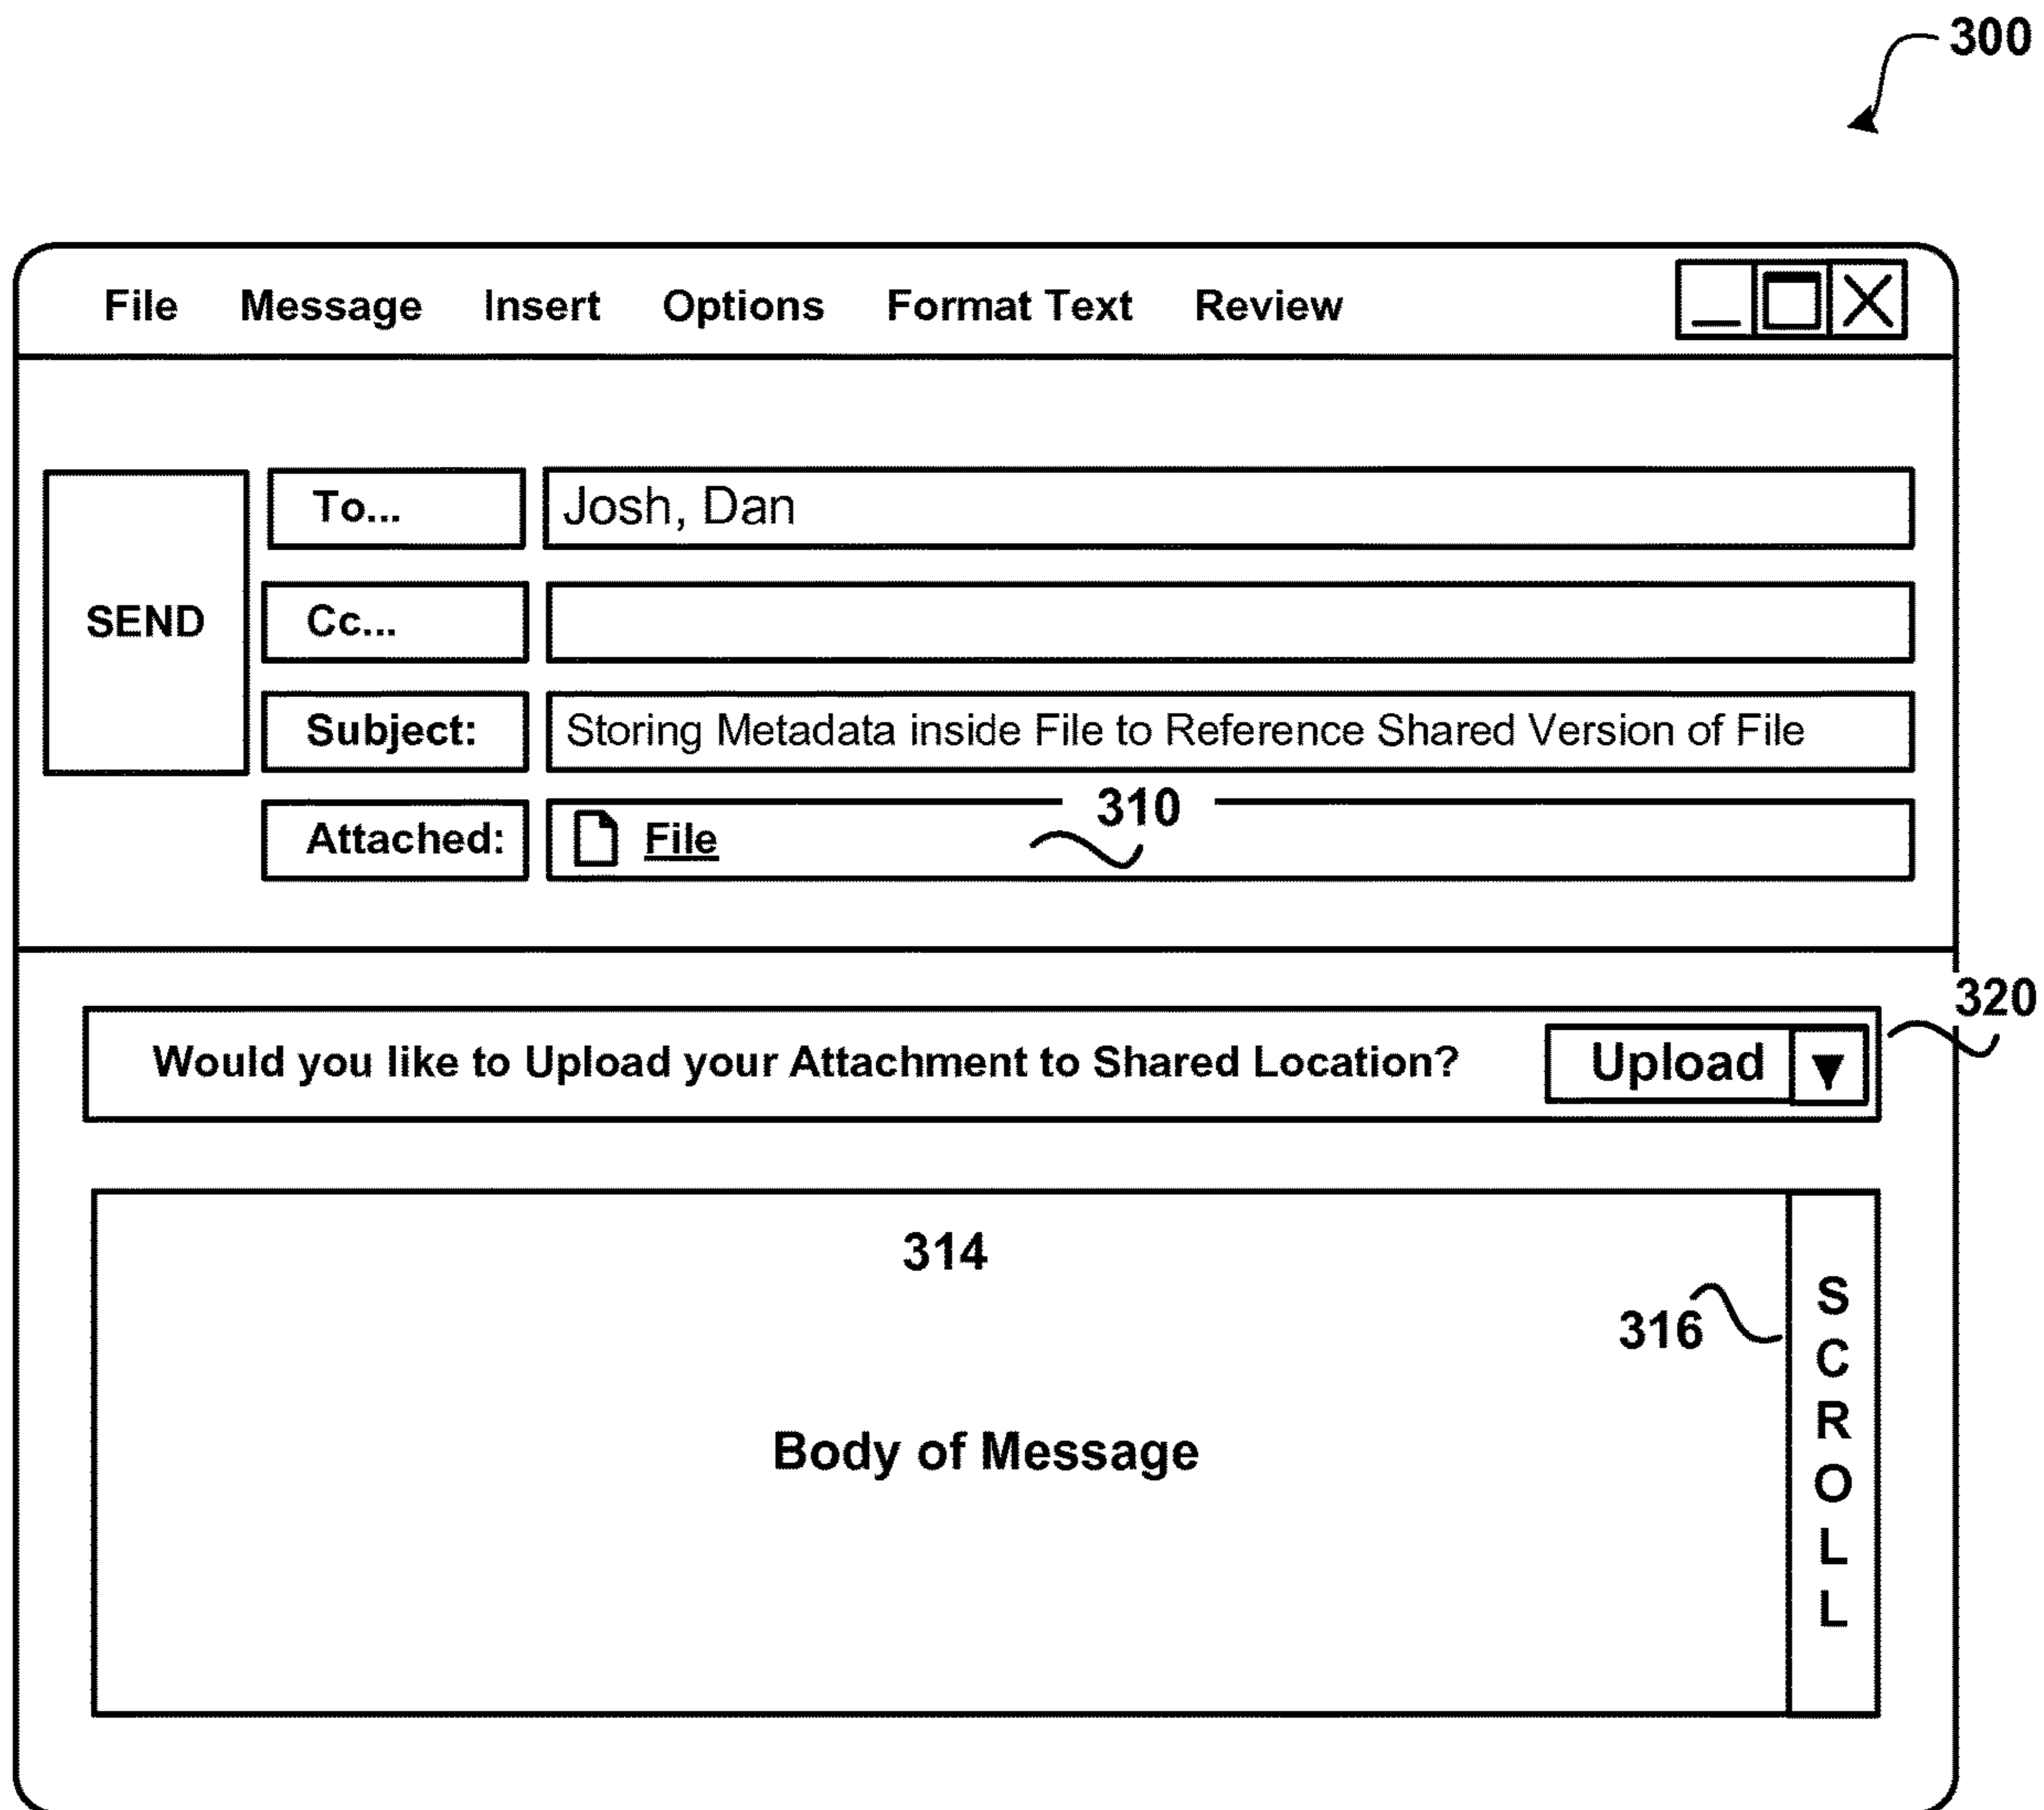 300
File Message Insert Options Format Text Review
SEND
To... Josh, Dan
Cc...
Subject: Storing Metadata inside File to Reference Shared Version of File
310
Attached: File
320
Would you like to Upload your Attachment to Shared Location? Upload
314
316
Body of Message
SCROLL